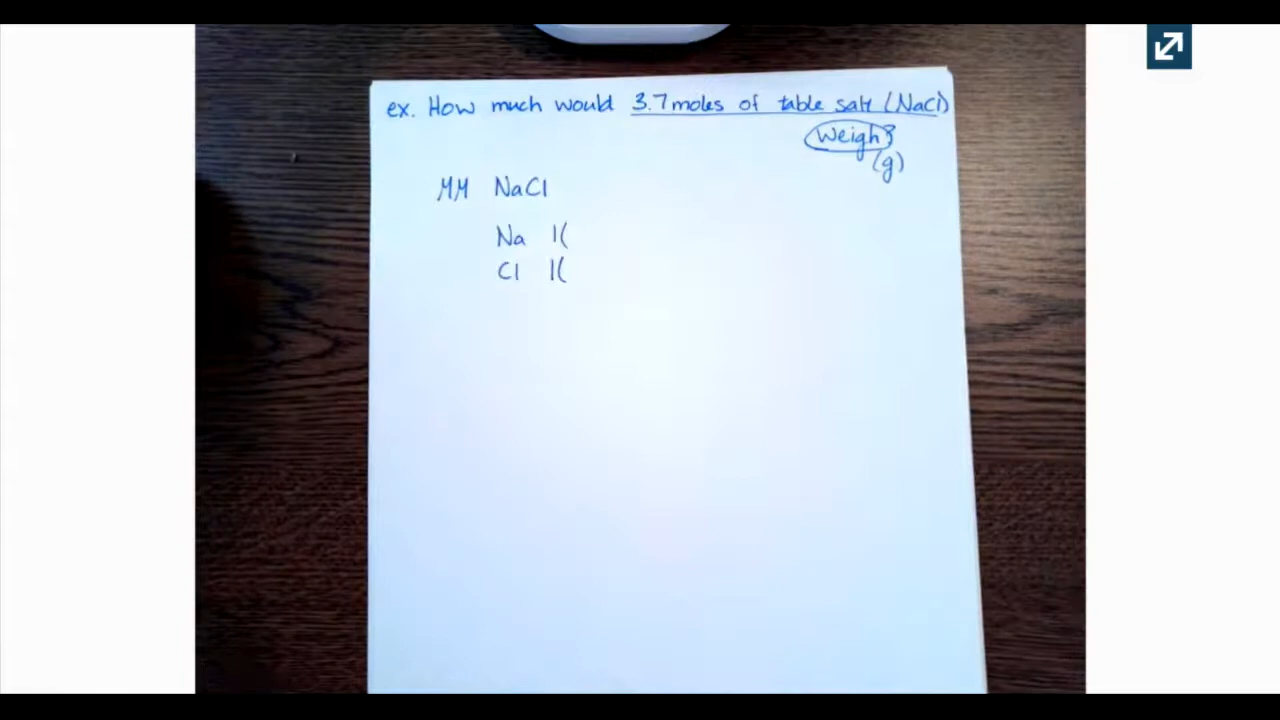 ex. How much would 3.7 moles of table salt (NaCl)
Weigh?
(g)
MM NaCl
Na 1(
Cl 1(